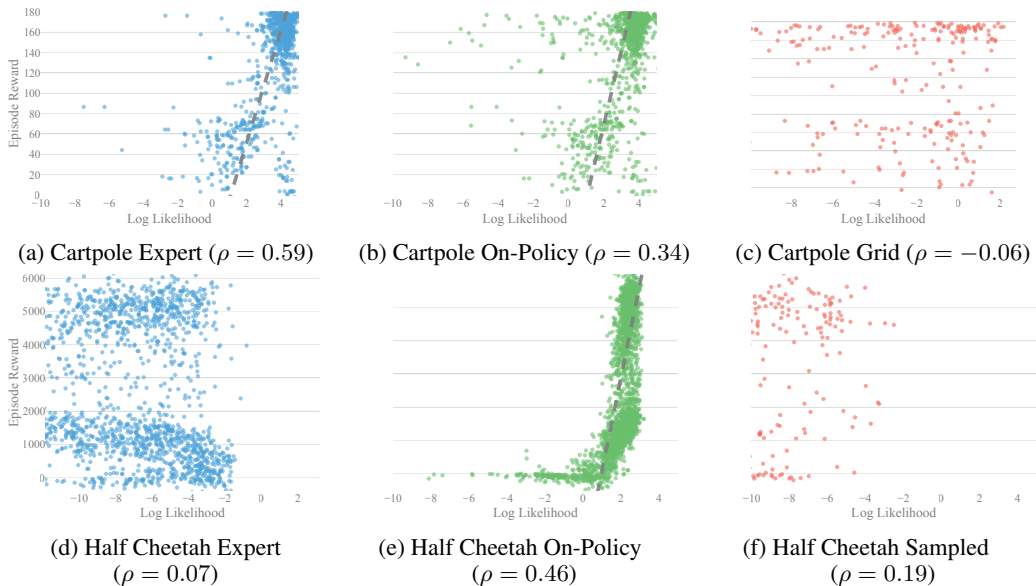 180
160
140
120
100
80
60
40
20
0
Episode Reward
−10 −8 −6 −4 −2 0 2 4
Log Likelihood
(a) Cartpole Expert (ρ = 0.59)
−10 −8 −6 −4 −2 0 2 4
Log Likelihood
(b) Cartpole On-Policy (ρ = 0.34)
−8 −6 −4 −2 0 2
Log Likelihood
(c) Cartpole Grid (ρ = −0.06)
6000
5000
4000
3000
2000
1000
0
Episode Reward
−10 −8 −6 −4 −2 0 2
Log Likelihood
(d) Half Cheetah Expert
(ρ = 0.07)
−10 −8 −6 −4 −2 0 2 4
Log Likelihood
(e) Half Cheetah On-Policy
(ρ = 0.46)
−10 −8 −6 −4 −2 0 2 4
Log Likelihood
(f) Half Cheetah Sampled
(ρ = 0.19)